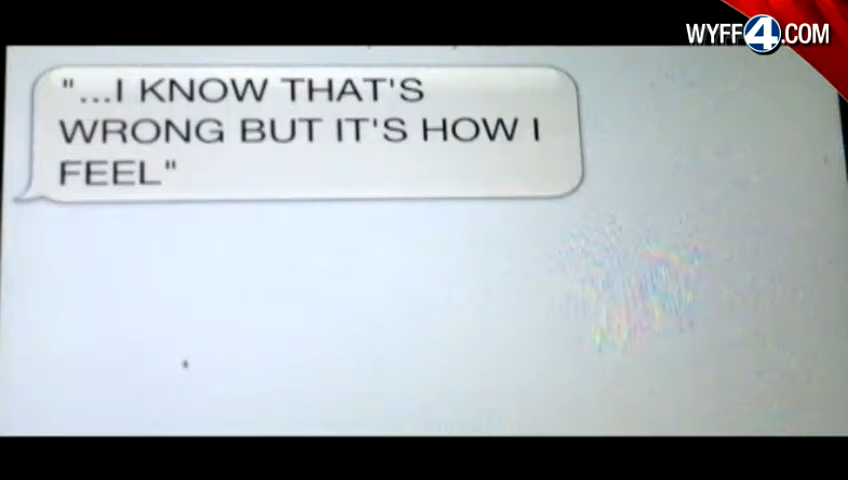 WYFF4.COM
"...I KNOW THAT'S
WRONG BUT IT'S HOW I
FEEL"